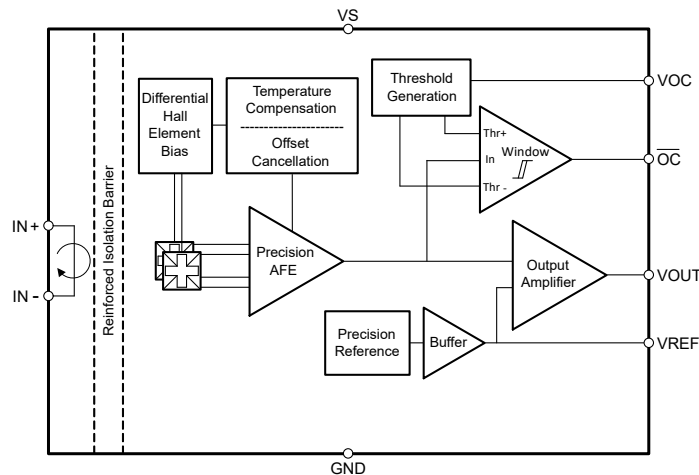 VS
Differential
Hall
Element
Bias
Temperature
Compensation
Offset
Cancellation
Threshold
Generation
VOC
Thr+
In
Window
Thr -
OC
IN+
IN -
Reinforced Isolation Barrier
Precision
AFE
Output
Amplifier
VOUT
Precision
Reference
Buffer
VREF
GND